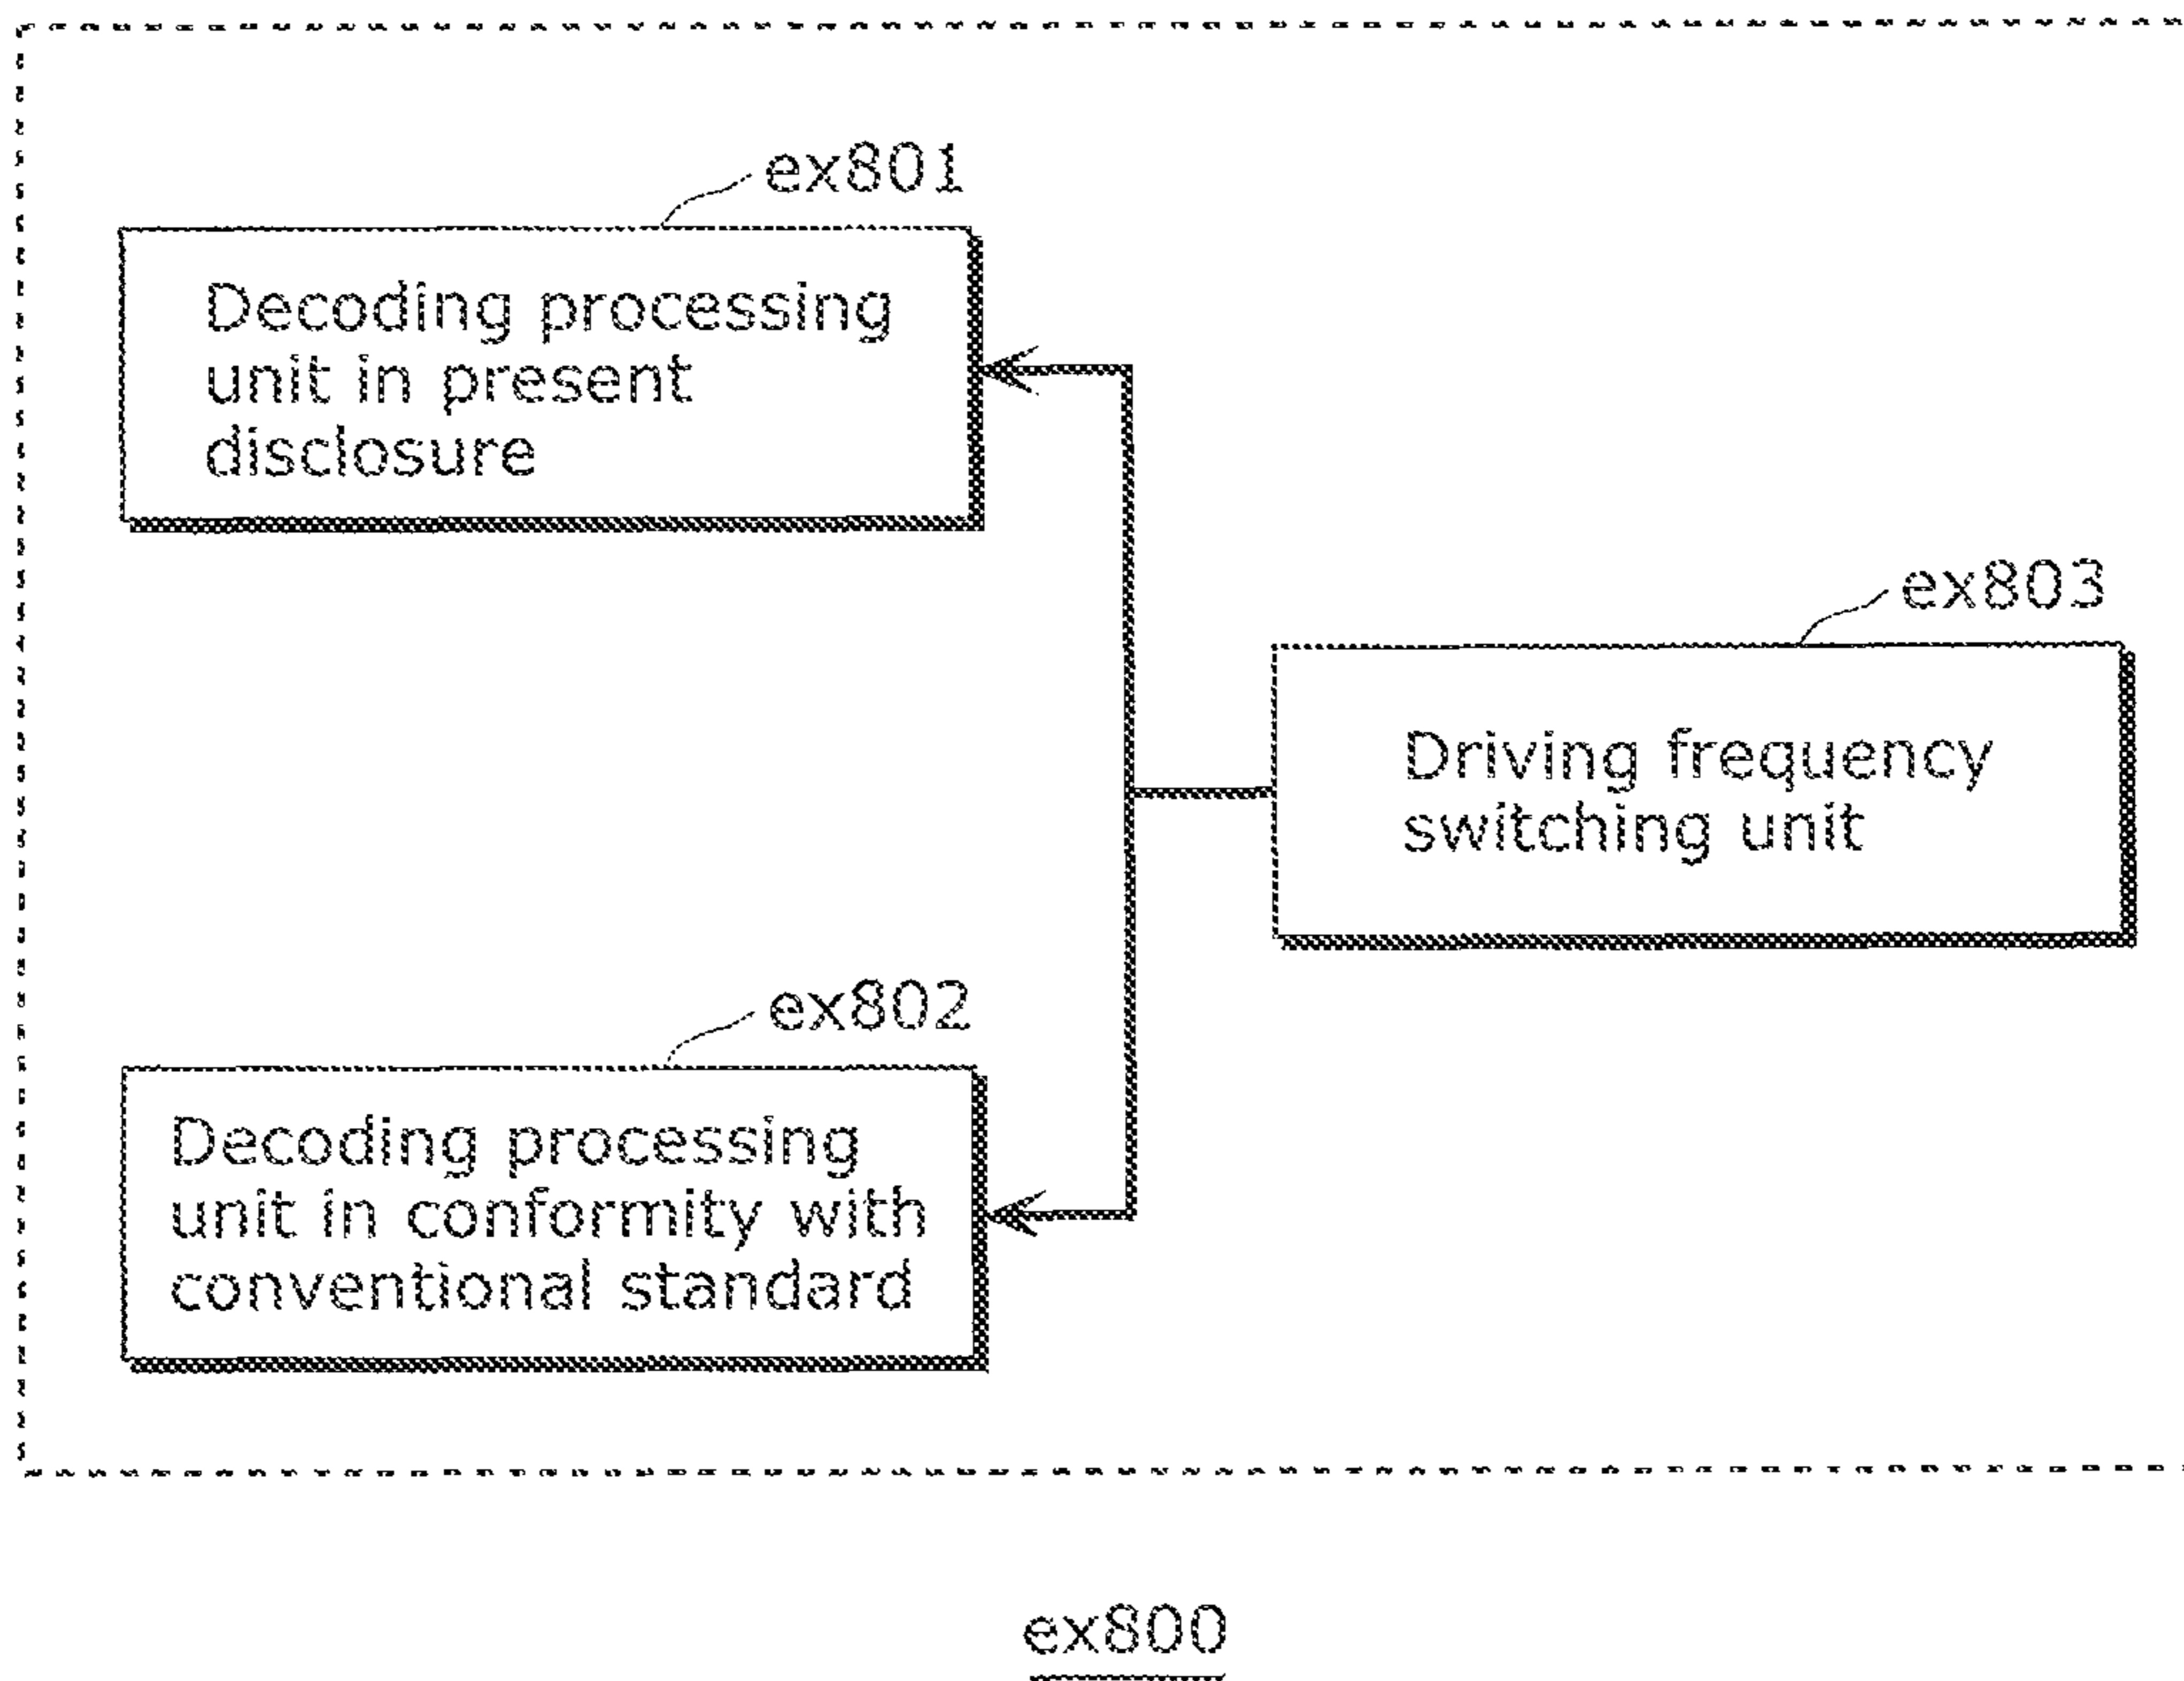 ex801
Decoding processing
unit in present
disclosure
ex803
Driving frequency
switching unit
ex802
Decoding processing
unit in conformity with
conventional standard
ex800